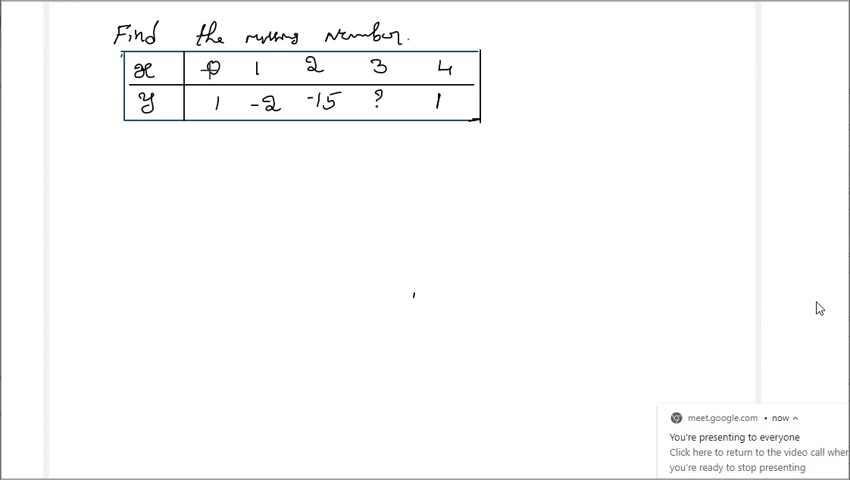 Find the missing Number.
x 0 1 2 3 4
y 1 -2 -15 ? 1
meet.google.com • now
You're presenting to everyone
Click here to return to the video call when
you're ready to stop presenting